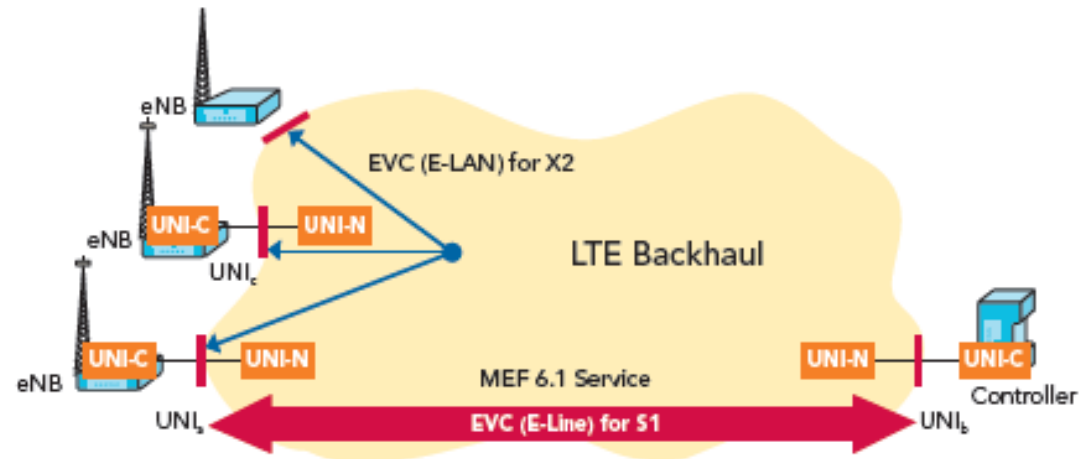 eNB
EVC (E-LAN) for X2
UNI-C
UNI-N
eNB
UNIc
LTE Backhaul
UNI-C
UNI-N
UNI-N
UNI-C
eNB
MEF 6.1 Service
Controller
UNIa
EVC (E-Line) for S1
UNIb